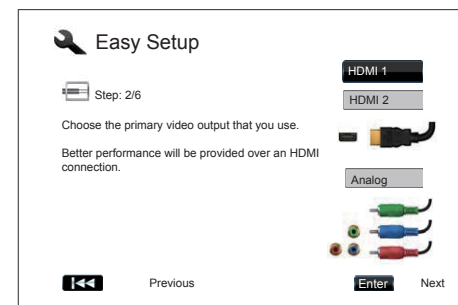 Easy Setup
HDMI 1
Step: 2/6
HDMI 2
Choose the primary video output that you use.
Better performance will be provided over an HDMI
connection.
Analog
Previous
Enter
Next